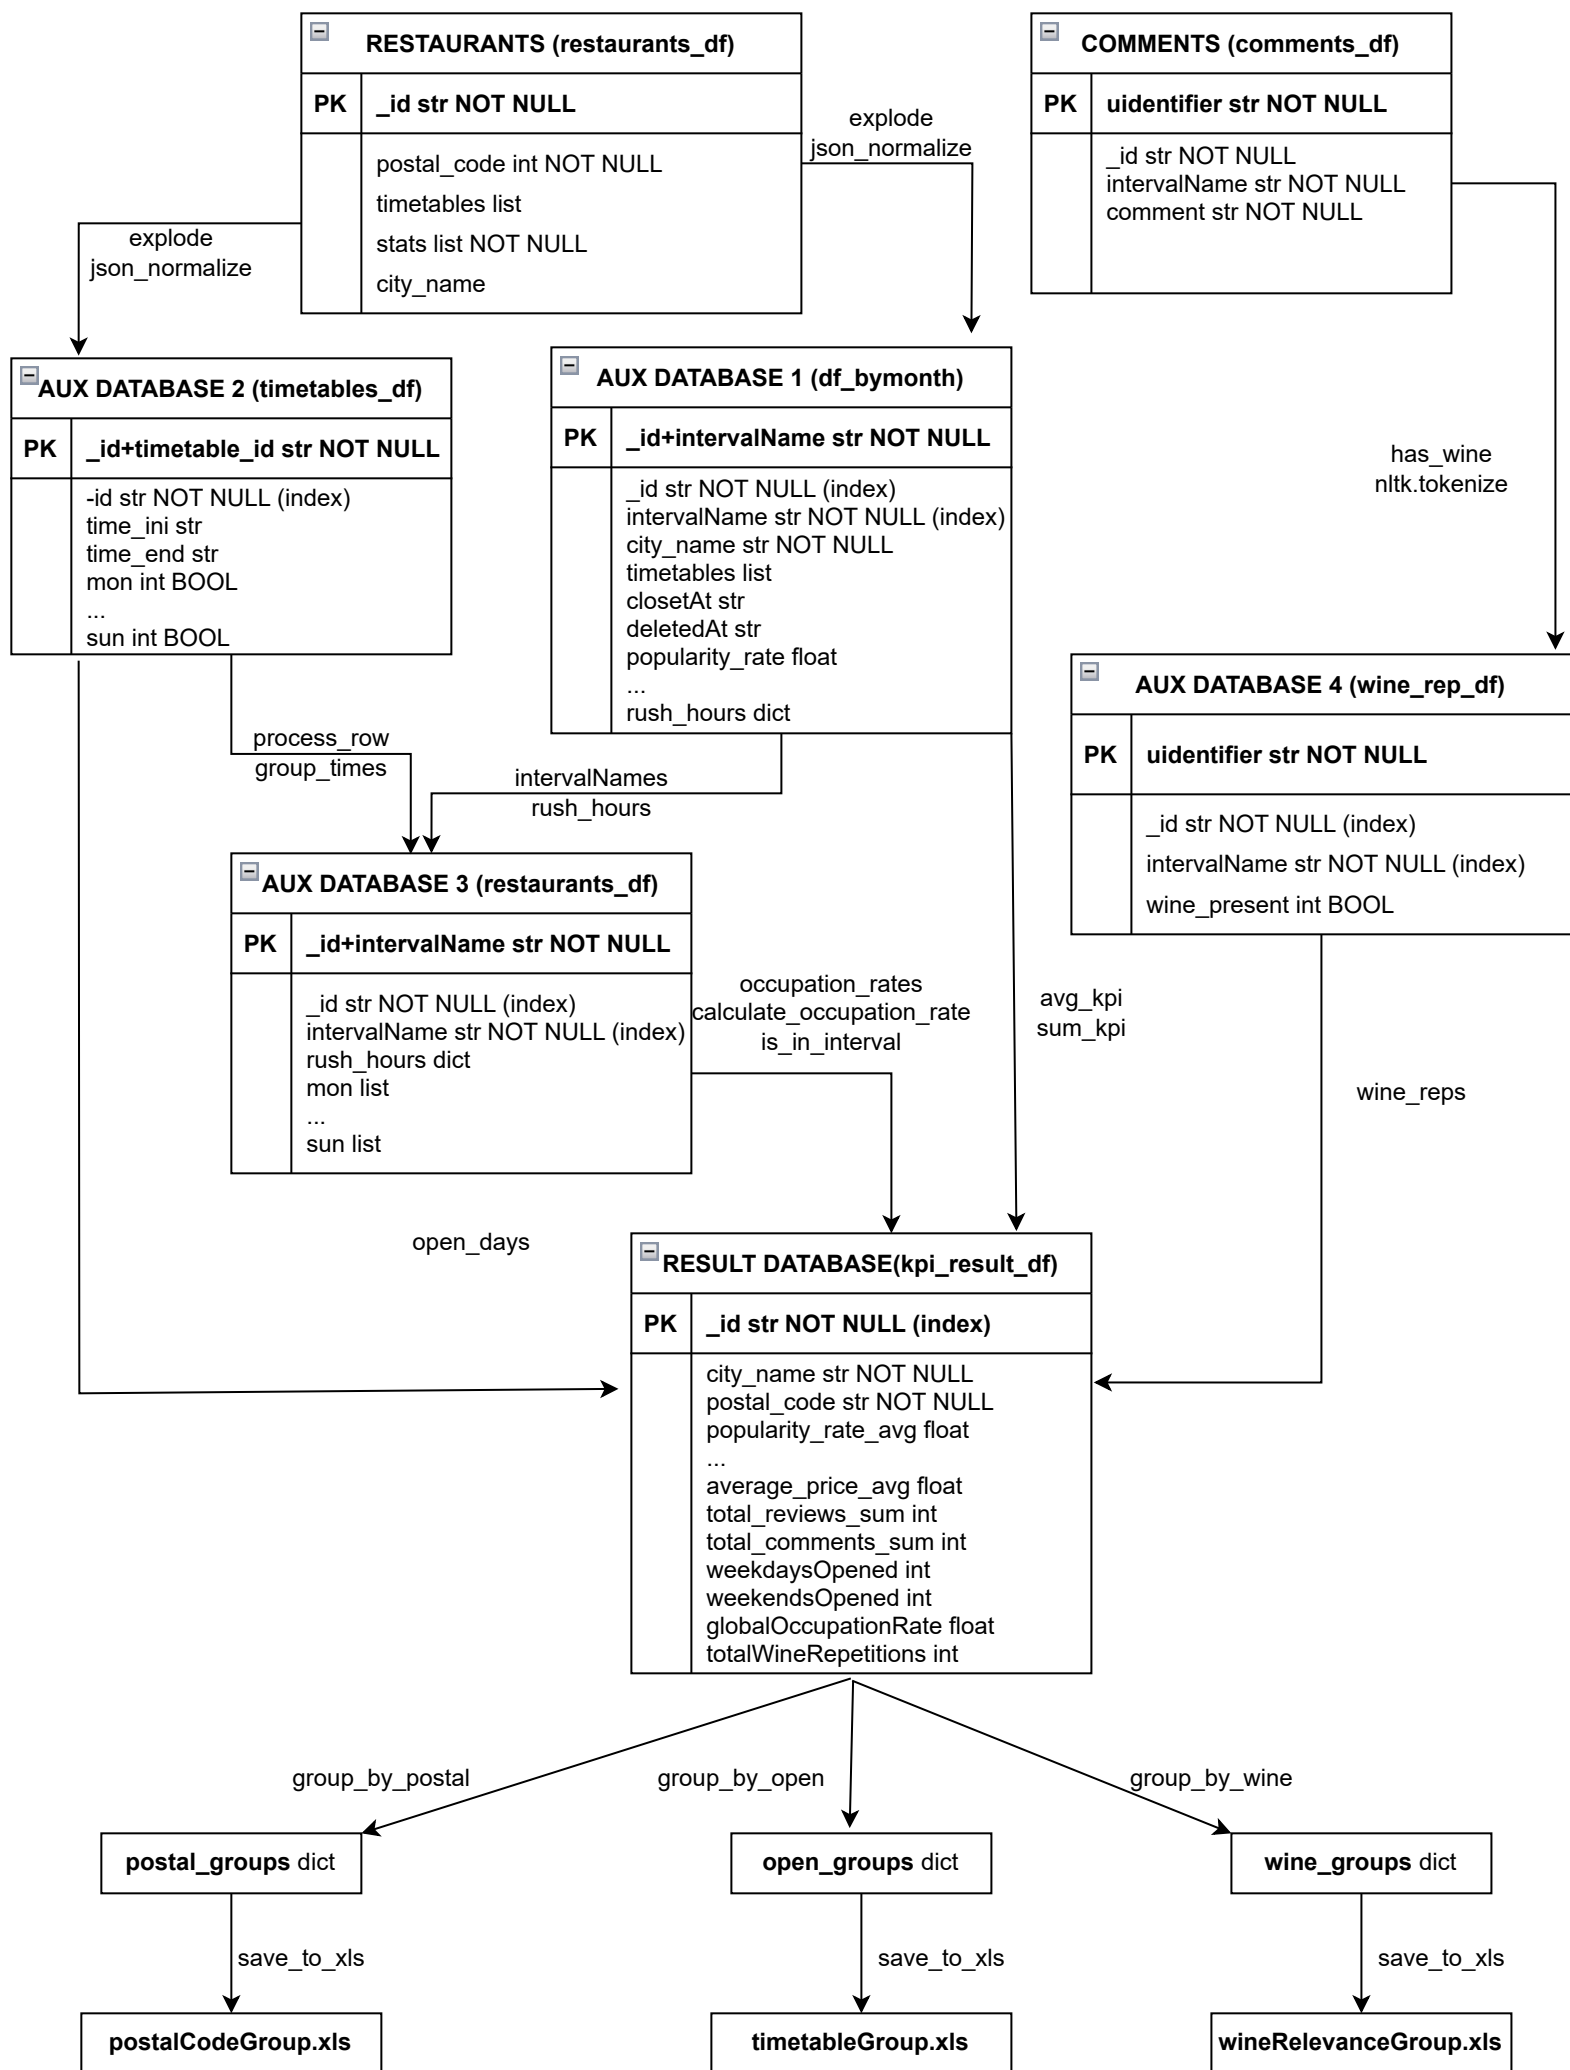 RESTAURANTS (restaurants_df)
PK _id str NOT NULL
postal_code int NOT NULL
timetables list
stats list NOT NULL
city_name
COMMENTS (comments_df)
PK uidentifier str NOT NULL
_id str NOT NULL
intervalName str NOT NULL
comment str NOT NULL
explode
json_normalize
explode
json_normalize
AUX DATABASE 2 (timetables_df)
PK _id+timetable_id str NOT NULL
-id str NOT NULL (index)
time_ini str
time_end str
mon int BOOL
...
sun int BOOL
AUX DATABASE 1 (df_bymonth)
PK _id+intervalName str NOT NULL
_id str NOT NULL (index)
intervalName str NOT NULL (index)
city_name str NOT NULL
timetables list
closetAt str
deletedAt str
popularity_rate float
...
rush_hours dict
has_wine
nltk.tokenize
AUX DATABASE 4 (wine_rep_df)
PK uidentifier str NOT NULL
_id str NOT NULL (index)
intervalName str NOT NULL (index)
wine_present int BOOL
process_row
group_times
intervalNames
rush_hours
AUX DATABASE 3 (restaurants_df)
PK _id+intervalName str NOT NULL
_id str NOT NULL (index)
intervalName str NOT NULL (index)
rush_hours dict
mon list
...
sun list
occupation_rates
calculate_occupation_rate
is_in_interval
avg_kpi
sum_kpi
wine_reps
open_days
RESULT DATABASE(kpi_result_df)
PK _id str NOT NULL (index)
city_name str NOT NULL
postal_code str NOT NULL
popularity_rate_avg float
...
average_price_avg float
total_reviews_sum int
total_comments_sum int
weekdaysOpened int
weekendsOpened int
globalOccupationRate float
totalWineRepetitions int
group_by_postal
group_by_open
group_by_wine
postal_groups dict
open_groups dict
wine_groups dict
save_to_xls
save_to_xls
save_to_xls
postalCodeGroup.xls
timetableGroup.xls
wineRelevanceGroup.xls